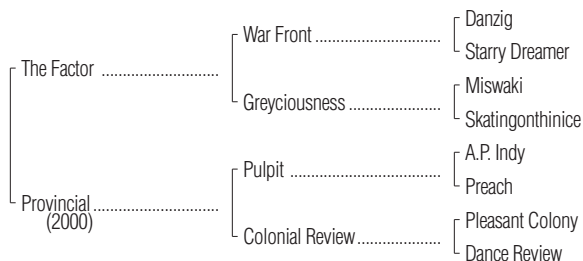 Danzig
War Front
Starry Dreamer
The Factor
Miswaki
Greyciousness
Skatingonthinice
A.P. Indy
Pulpit
Preach
Provincial
(2000)
Pleasant Colony
Colonial Review
Dance Review